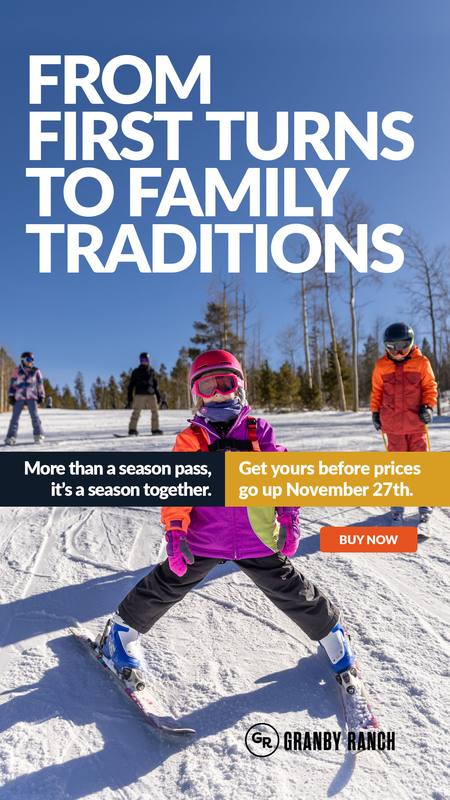 FROM
FIRST TURNS
TO FAMILY
TRADITIONS
More than a season pass,
it's a season together.
Get yours before prices
go up November 27th.
BUY NOW
GR GRANBY RANCH